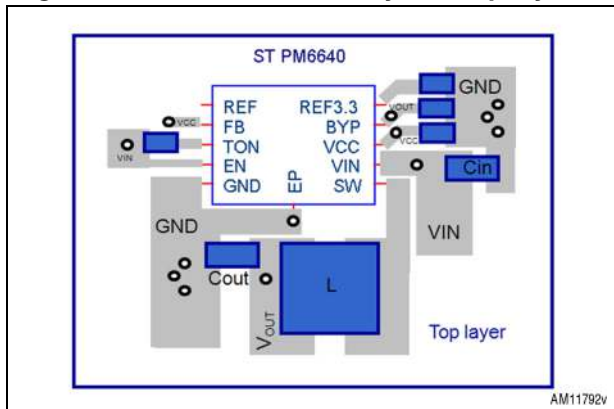 ST PM6640
REF
REF3.3
GND
FB
BYP
VOUT
VCC
TON
VCC
VCC
VIN
EN
VIN
Cin
GND
SW
EP
GND
VIN
Cout
L
VOUT
Top layer
AM11792v